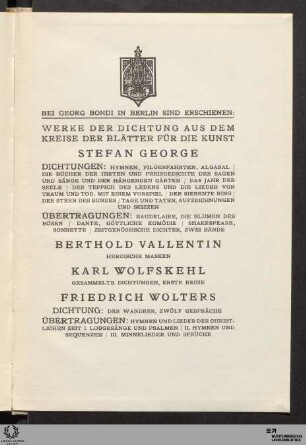 BEI GEORG BONDI IN BERLIN SIND ERSCHIENEN:
WERKE DER DICHTUNG AUS DEM
KREISE DER BLÄTTER FÜR DIE KUNST
STEFAN GEORGE
DICHTUNGEN: HYMNEN, PILGERFAHRTEN, ALGABAL /
DIE BÜCHER DER HIRTEN UND PREISGEDICHTE DER SAGEN
UND SÄNGE UND DER HÄNGENDEN GÄRTEN / DAS JAHR DER
SEELE / DER TEPPICH DES LEBENS UND DIE LIEDER VON
TRAUM UND TOD. MIT EINEM VORSPIEL / DER SIEBENTE RING /
DER STERN DES BUNDES / TAGE UND TATEN, AUFZEICHNUNGEN
UND SKIZZEN
ÜBERTRAGUNGEN: BAUDELAIRE, DIE BLUMEN DES
BÖSEN / DANTE, GÖTTLICHE KOMÖDIE / SHAKESPEARE,
SONNETTE / ZEITGENÖSSISCHE DICHTER, ZWEI BÄNDE
BERTHOLD VALLENTIN
HEROISCHE MASKEN
KARL WOLFSKEHL
GESAMMELTE DICHTUNGEN, ERSTE REIHE
FRIEDRICH WOLTERS
DICHTUNG: DER WANDRER, ZWÖLF GESPRÄCHE
ÜBERTRAGUNGEN: HYMNEN UND LIEDER DER CHRIST-
LICHEN ZEIT I. LOBGESÄNGE UND PSALMEN / II. HYMNEN UND
SEQUENZEN / III. MINNELIEDER UND SPRÜCHE